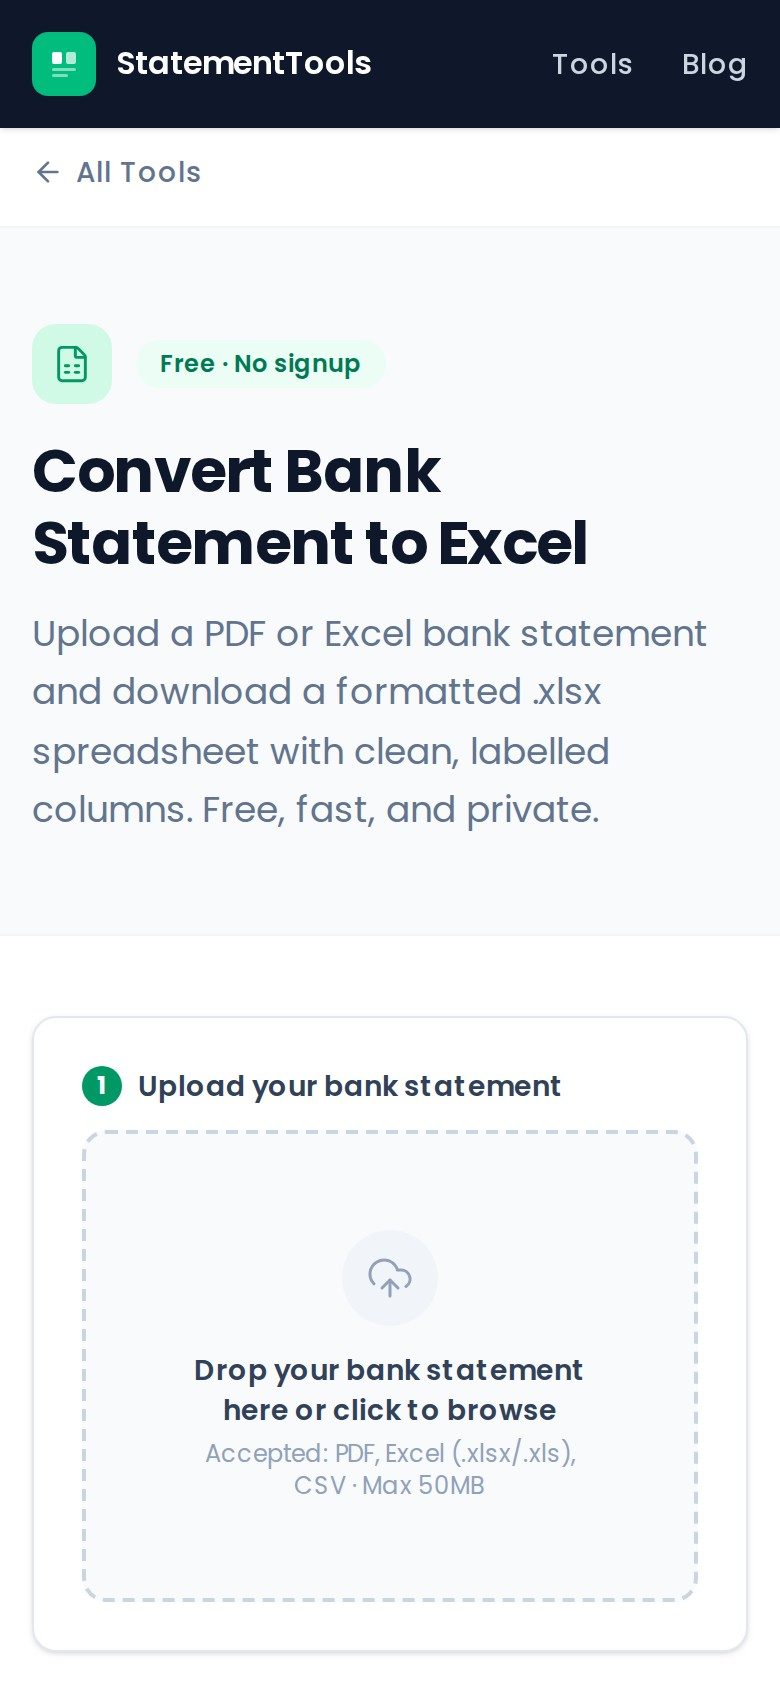 StatementTools
Tools
Blog
All Tools
Free · No signup
Convert Bank
Statement to Excel
Upload a PDF or Excel bank statement
and download a formatted .xlsx
spreadsheet with clean, labelled
columns. Free, fast, and private.
1 Upload your bank statement
Drop your bank statement
here or click to browse
Accepted: PDF, Excel (.xlsx/.xls),
CSV · Max 50MB